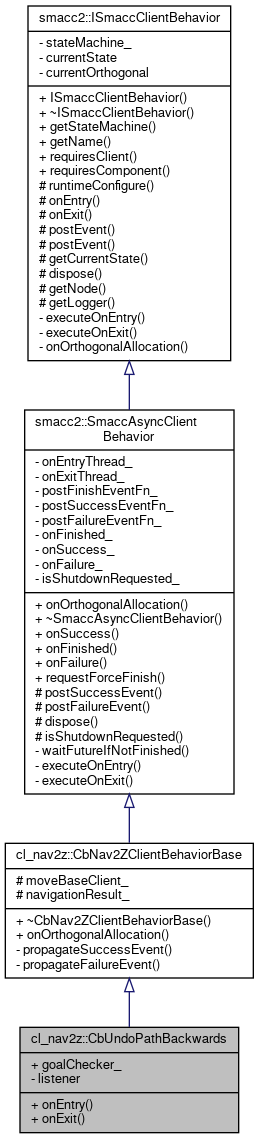 smacc2::ISmaccClientBehavior
- stateMachine_
- currentState
- currentOrthogonal
+ ISmaccClientBehavior()
+ ~ISmaccClientBehavior()
+ getStateMachine()
+ getName()
+ requiresClient()
+ requiresComponent()
# runtimeConfigure()
# onEntry()
# onExit()
# postEvent()
# postEvent()
# getCurrentState()
# dispose()
# getNode()
# getLogger()
- executeOnEntry()
- executeOnExit()
- onOrthogonalAllocation()
smacc2::SmaccAsyncClient
Behavior
- onEntryThread_
- onExitThread_
- postFinishEventFn_
- postSuccessEventFn_
- postFailureEventFn_
- onFinished_
- onSuccess_
- onFailure_
- isShutdownRequested_
+ onOrthogonalAllocation()
+ ~SmaccAsyncClientBehavior()
+ onSuccess()
+ onFinished()
+ onFailure()
+ requestForceFinish()
# postSuccessEvent()
# postFailureEvent()
# dispose()
# isShutdownRequested()
- waitFutureIfNotFinished()
- executeOnEntry()
- executeOnExit()
cl_nav2z::CbNav2ZClientBehaviorBase
# moveBaseClient_
# navigationResult_
+ ~CbNav2ZClientBehaviorBase()
+ onOrthogonalAllocation()
- propagateSuccessEvent()
- propagateFailureEvent()
cl_nav2z::CbUndoPathBackwards
+ goalChecker_
- listener
+ onEntry()
+ onExit()